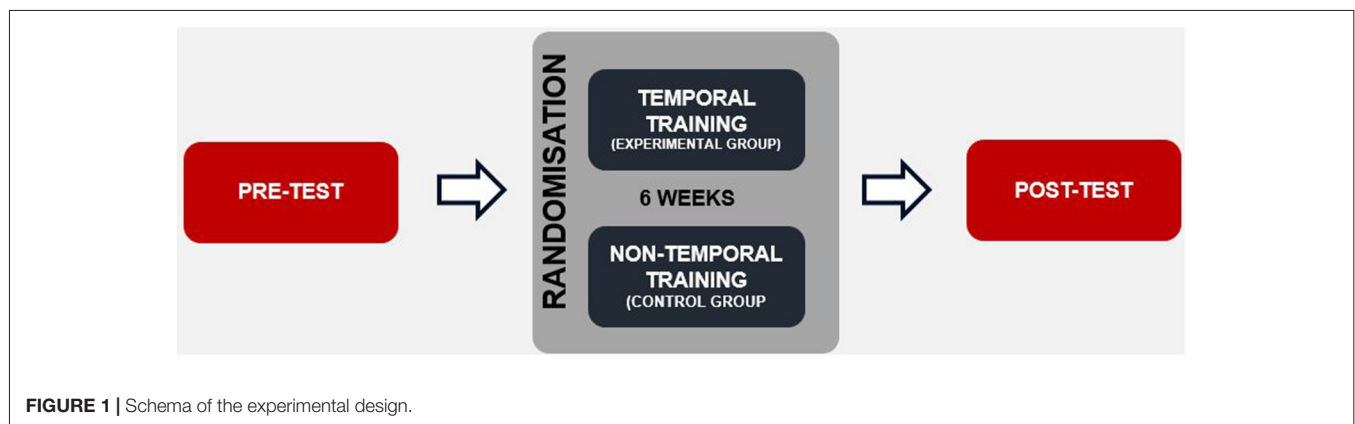 PRE-TEST
RANDOMISATION
TEMPORAL
TRAINING
(EXPERIMENTAL GROUP)
6 WEEKS
NON-TEMPORAL
TRAINING
(CONTROL GROUP
POST-TEST
FIGURE 1 | Schema of the experimental design.